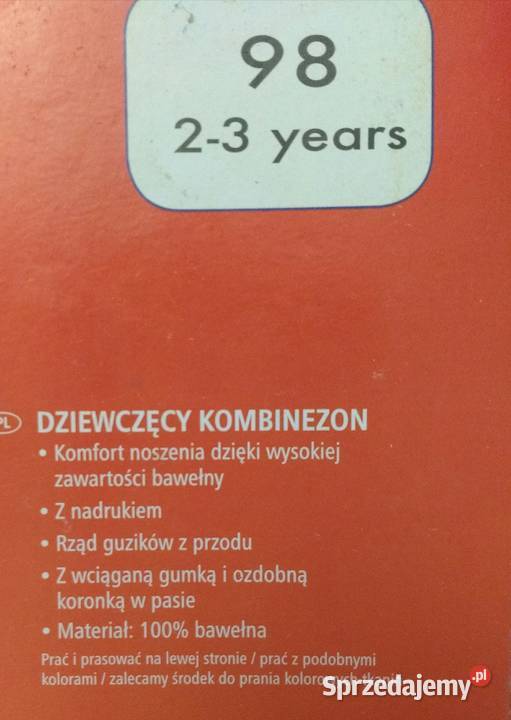 98
2-3 years
PL DZIEWCZĘCY KOMBINEZON
• Komfort noszenia dzięki wysokiej
zawartości bawełny
• Z nadrukiem
• Rząd guzików z przodu
• Z wciąganą gumką i ozdobną
koronką w pasie
• Materiał: 100% bawełna
Prać i prasować na lewej stronie / prać z podobnymi
kolorami / zalecamy środek do prania kolorowych tkanin
Sprzedajemy.pl